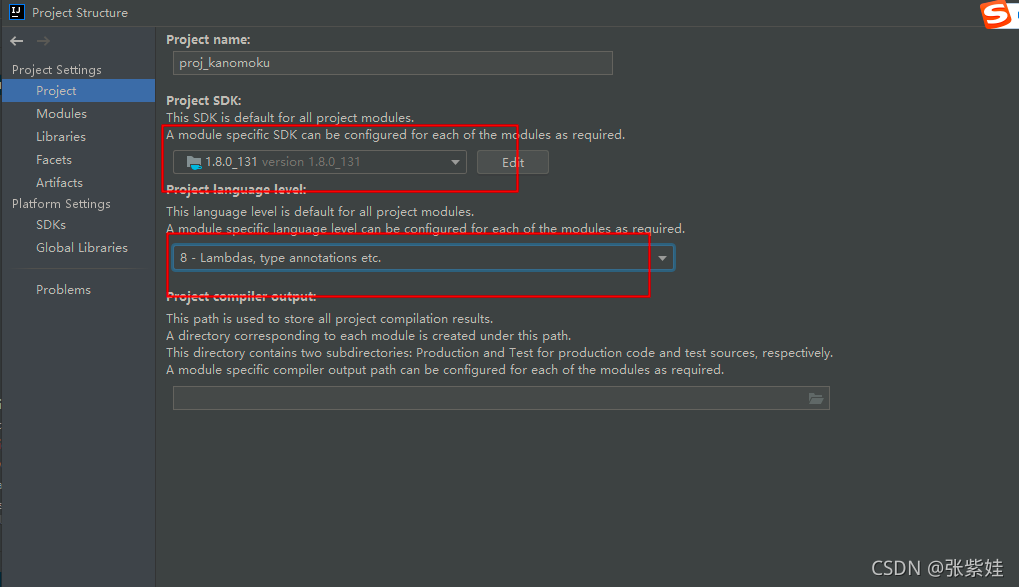 IJ Project Structure
S
Project name:
proj_kanomoku
Project Settings
Project
Modules
Libraries
Facets
Artifacts
Platform Settings
SDKs
Global Libraries
Problems
Project SDK:
This SDK is default for all project modules.
A module specific SDK can be configured for each of the modules as required.
1.8.0_131 version 1.8.0_131
Edit
Project language level:
This language level is default for all project modules.
A module specific language level can be configured for each of the modules as required.
8 - Lambdas, type annotations etc.
Project compiler output:
This path is used to store all project compilation results.
A directory corresponding to each module is created under this path.
This directory contains two subdirectories: Production and Test for production code and test sources, respectively.
A module specific compiler output path can be configured for each of the modules as required.
CSDN @张紫娃